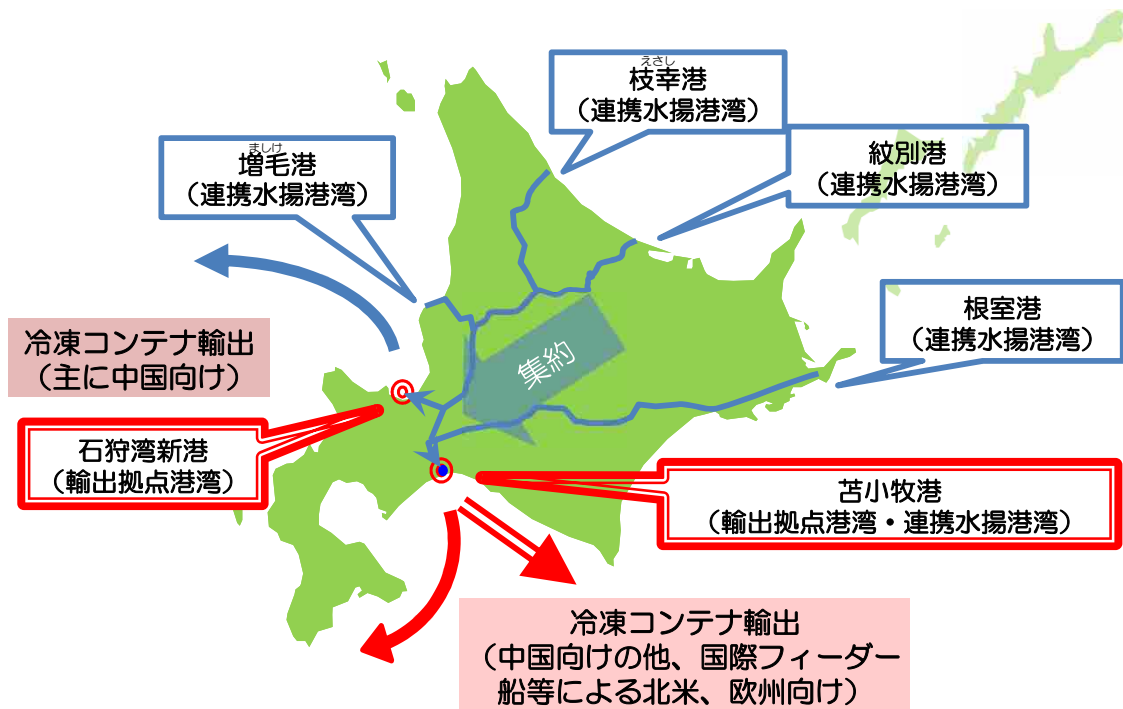 えさし
枝幸港
（連携水揚港湾）
ましけ
増毛港
（連携水揚港湾）
紋別港
（連携水揚港湾）
根室港
（連携水揚港湾）
冷凍コンテナ輸出
（主に中国向け）
集約
石狩湾新港
（輸出拠点港湾）
苫小牧港
（輸出拠点港湾・連携水揚港湾）
冷凍コンテナ輸出
（中国向けの他、国際フィーダー
船等による北米、欧州向け）